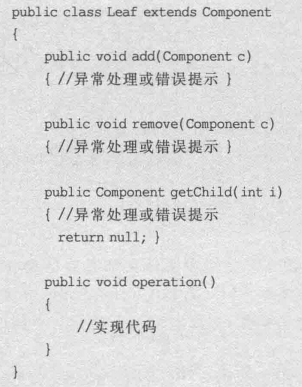 public class Leaf extends Component
{
    public void add(Component c)
    { //异常处理或错误提示 }

    public void remove(Component c)
    { //异常处理或错误提示 }

    public Component getChild(int i)
    { //异常处理或错误提示
      return null; }

    public void operation()
    {
        //实现代码
    }
}